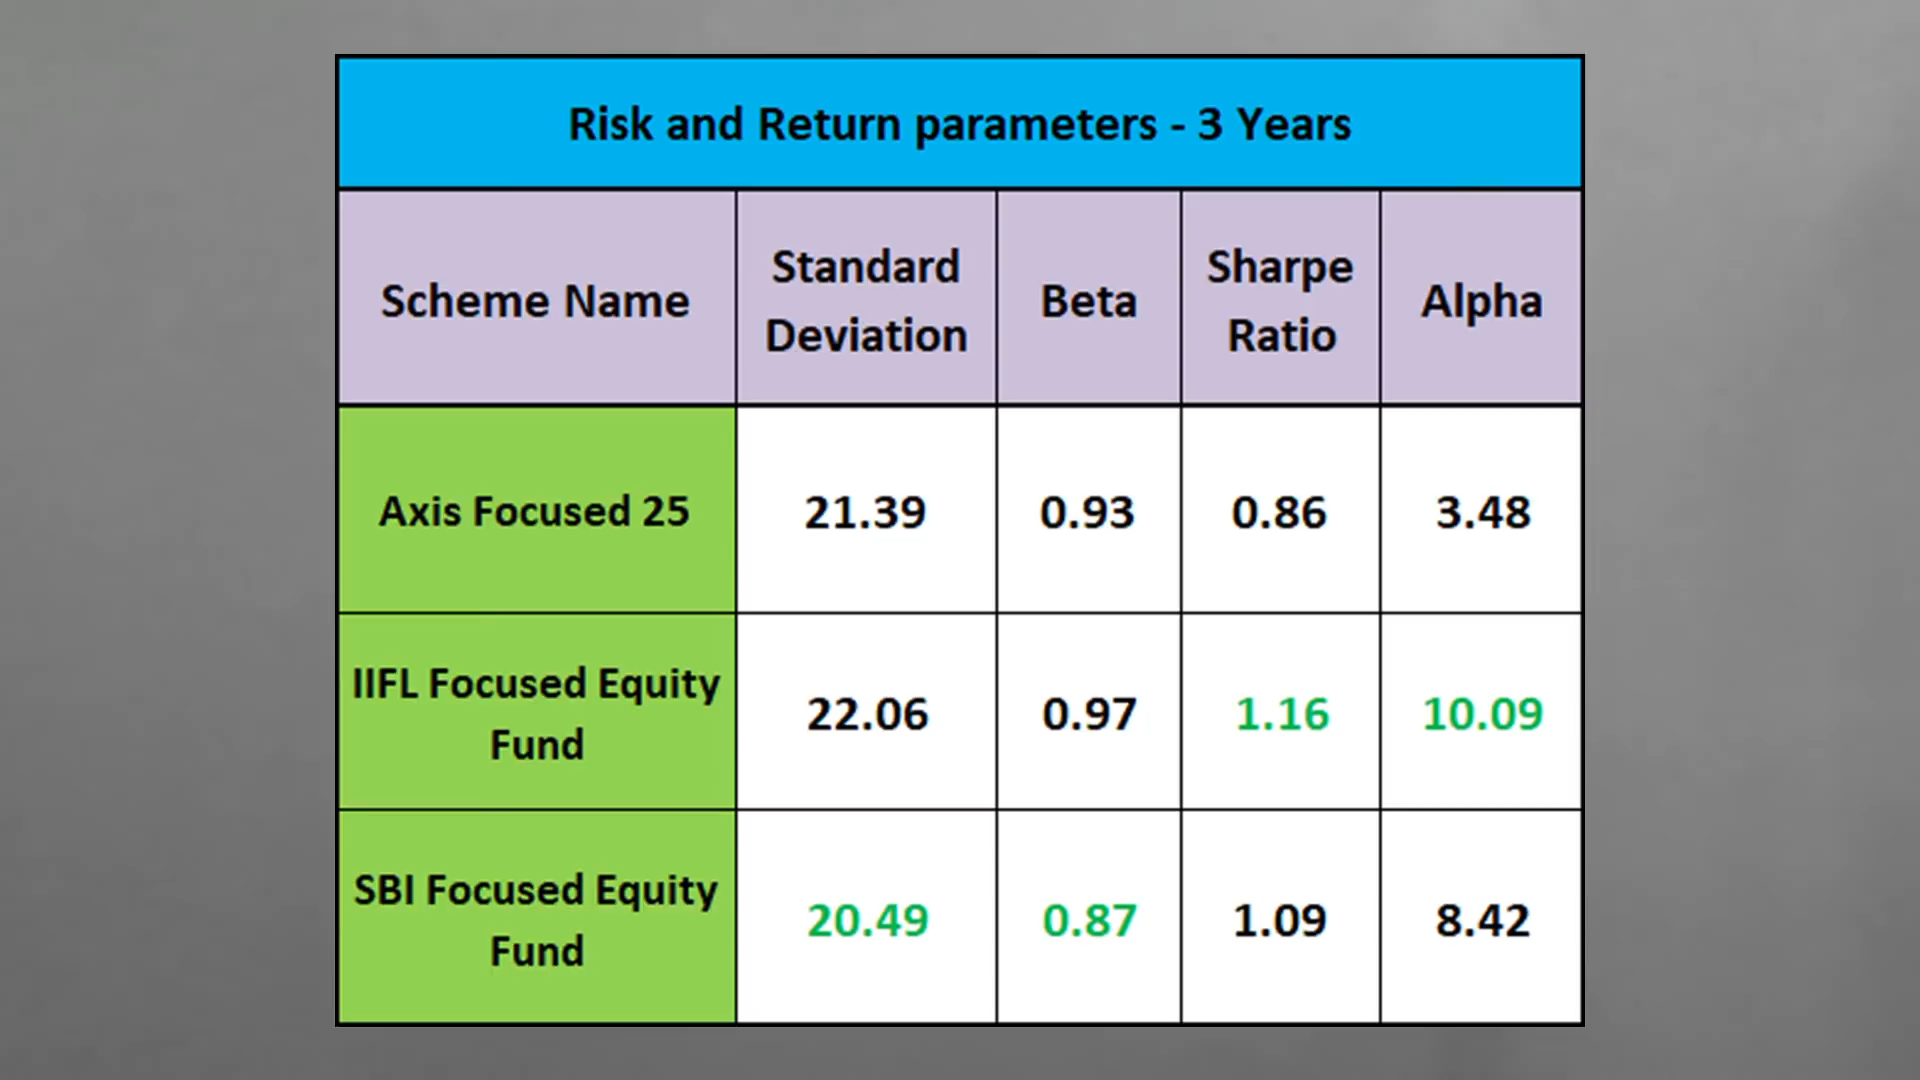 Risk and Return parameters - 3 Years
Scheme Name
Standard
Deviation
Beta
Sharpe
Ratio
Alpha
Axis Focused 25
21.39
0.93
0.86
3.48
IIFL Focused Equity
Fund
22.06
0.97
1.16
10.09
SBI Focused Equity
Fund
20.49
0.87
1.09
8.42